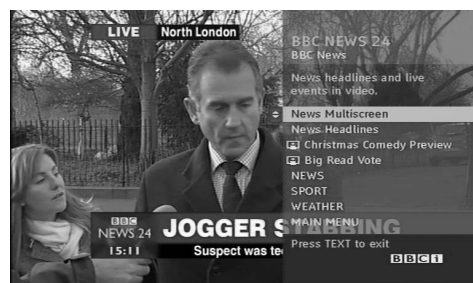 LIVE North London
BBC NEWS 24
BBC News
News headlines and live
events in video.
News Multiscreen
News Headlines
Christmas Comedy Preview
Big Read Vote
NEWS
SPORT
WEATHER
MAIN MENU
Press TEXT to exit
BBCi
BBC
NEWS 24
15:11
JOGGER STABBING
Suspect was